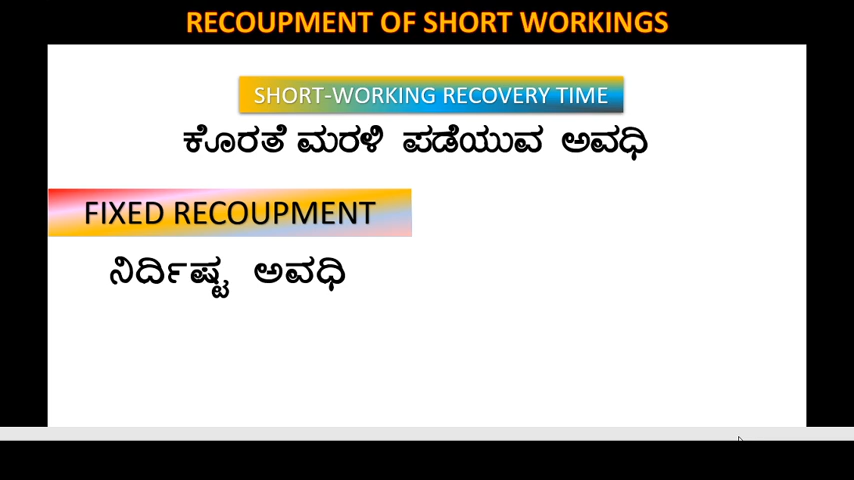 RECOUPMENT OF SHORT WORKINGS
SHORT-WORKING RECOVERY TIME
ಕೊರತೆ ಮರಳಿ ಪಡೆಯುವ ಅವಧಿ
FIXED RECOUPMENT
ನಿರ್ದಿಷ್ಟ ಅವಧಿ